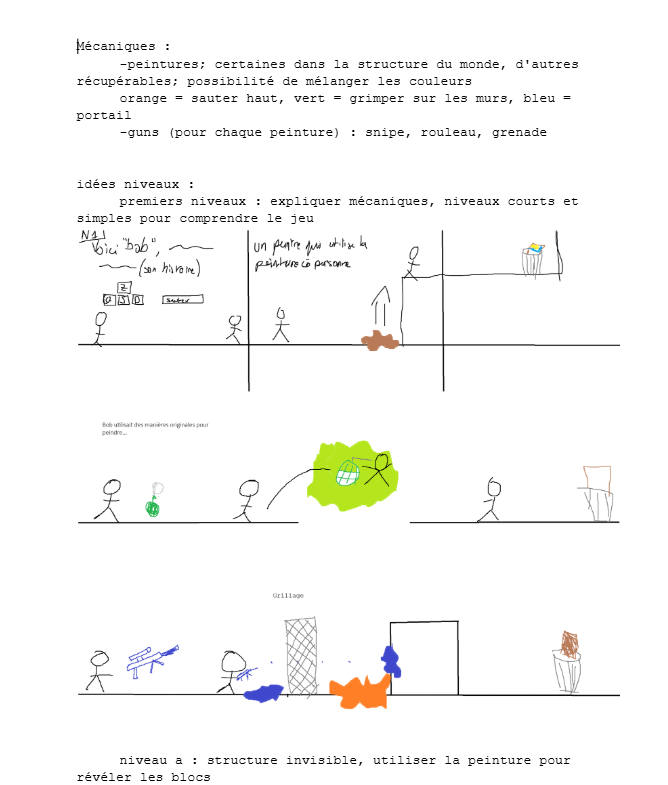 Mécaniques :
-peintures; certaines dans la structure du monde, d'autres
récupérables; possibilité de mélanger les couleurs
orange = sauter haut, vert = grimper sur les murs, bleu =
portail
-guns (pour chaque peinture) : snipe, rouleau, grenade
idées niveaux :
premiers niveaux : expliquer mécaniques, niveaux courts et
simples pour comprendre le jeu
N1
Voici "bob",
(son histoire)
Z
Q S D
sauter
un peintre qui utilise la
peinture co personne
Bob utilisait des manières originales pour
peindre...
Grillage
niveau a : structure invisible, utiliser la peinture pour
révéler les blocs